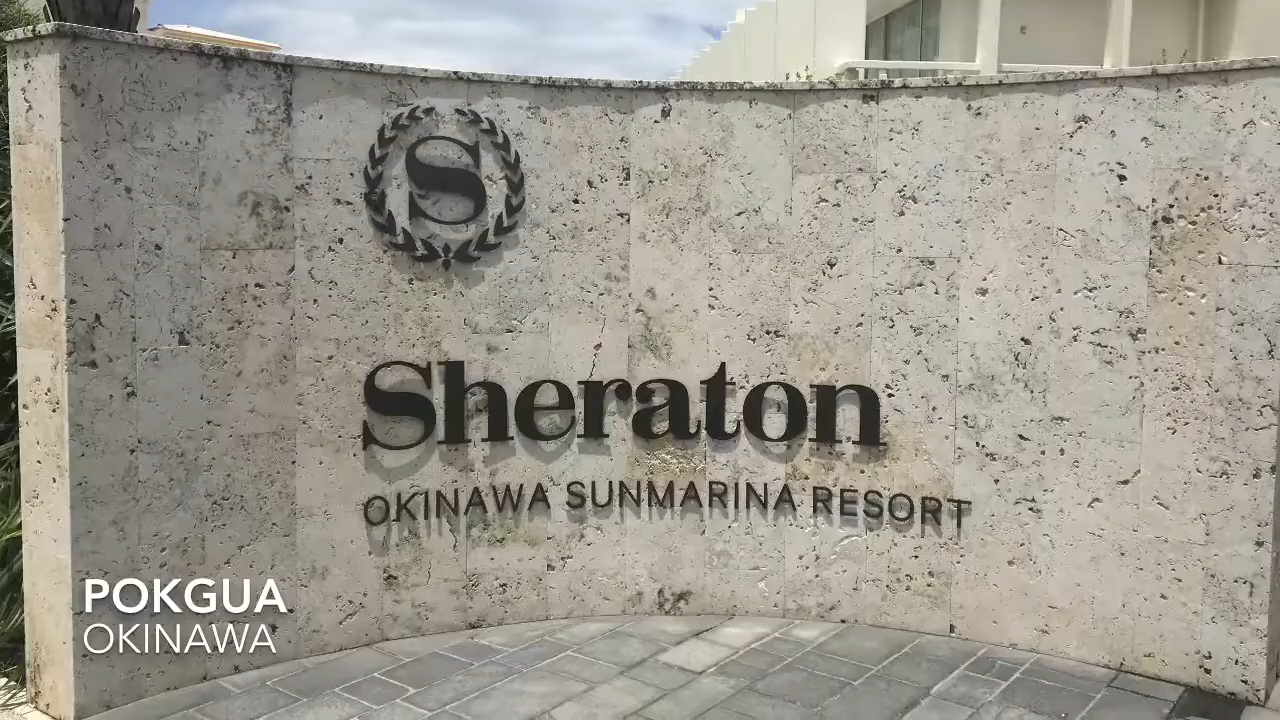 S
Sheraton
OKINAWA SUNMARINA RESORT
POKGUA
OKINAWA